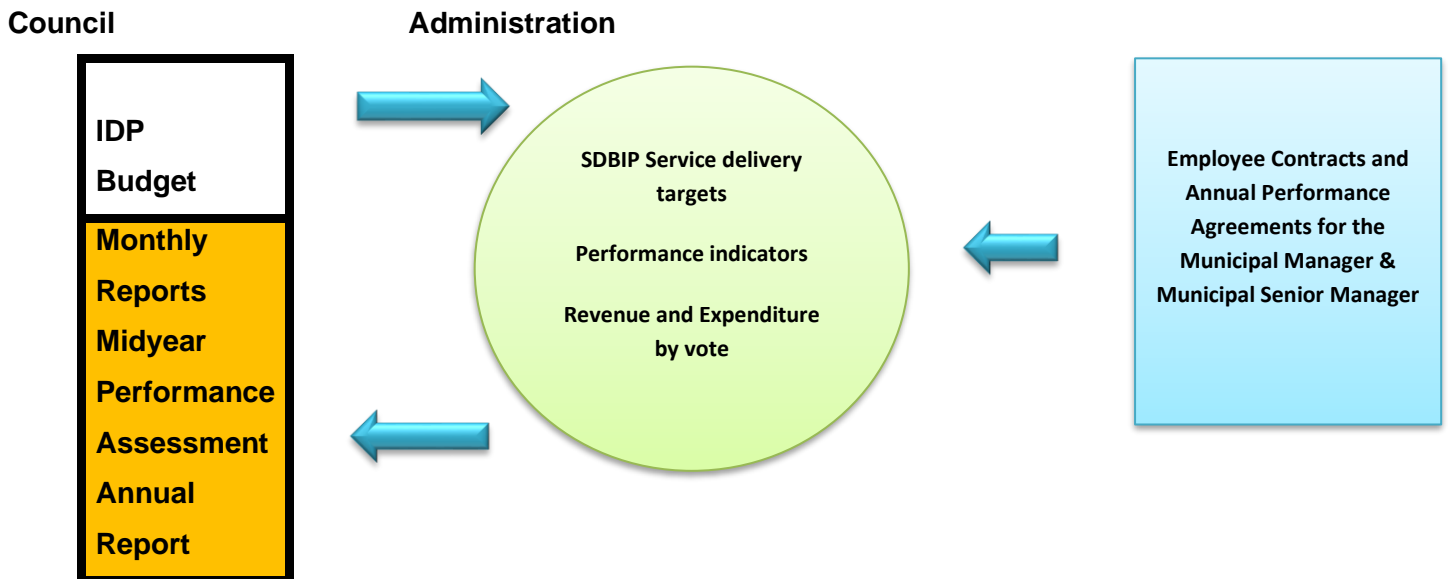 Council
Administration
IDP
Budget
Monthly
Reports
Midyear
Performance
Assessment
Annual
Report
SDBIP Service delivery
targets
Performance indicators
Revenue and Expenditure
by vote
Employee Contracts and
Annual Performance
Agreements for the
Municipal Manager &
Municipal Senior Manager